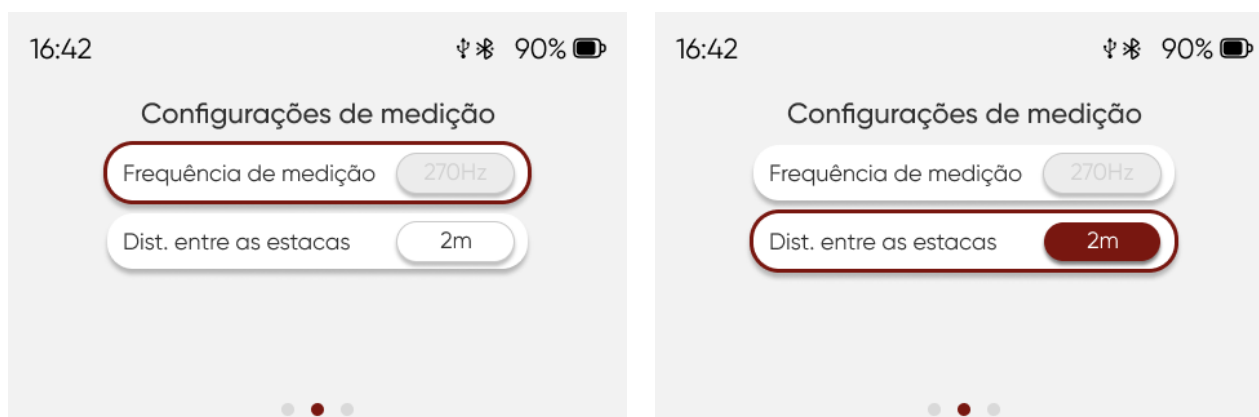 16:42 90%
Configurações de medição
Frequência de medição 270Hz
Dist. entre as estacas 2m
16:42 90%
Configurações de medição
Frequência de medição 270Hz
Dist. entre as estacas 2m